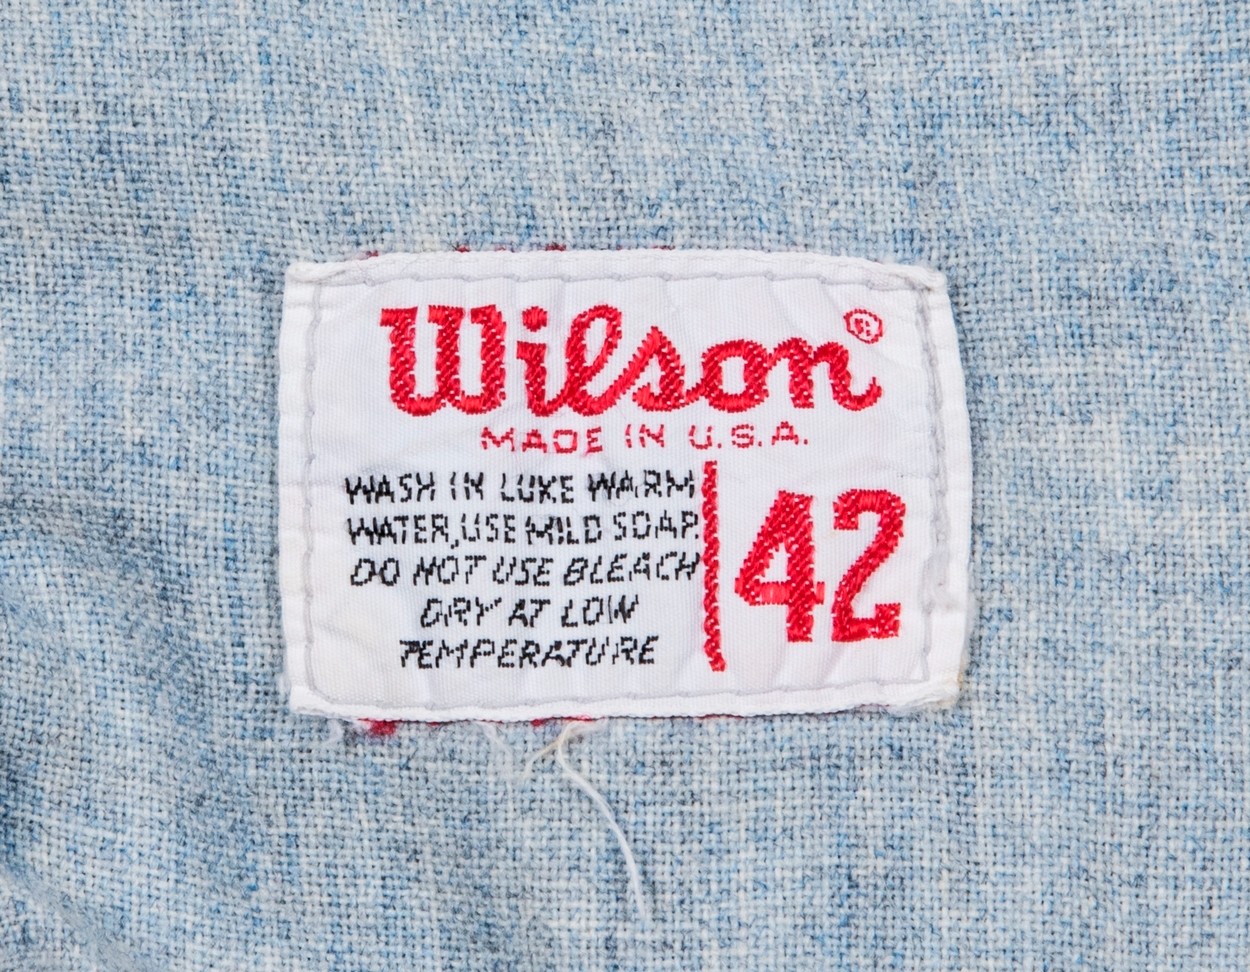 Wilson®
MADE IN U.S.A.
WASH IN LUKE WARM
WATER, USE MILD SOAP.
DO NOT USE BLEACH
DRY AT LOW
TEMPERATURE
42